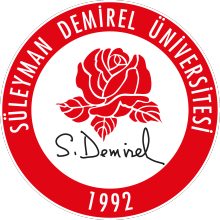 SÜLEYMAN DEMİREL ÜNİVERSİTESİ
S. Demirel
1992